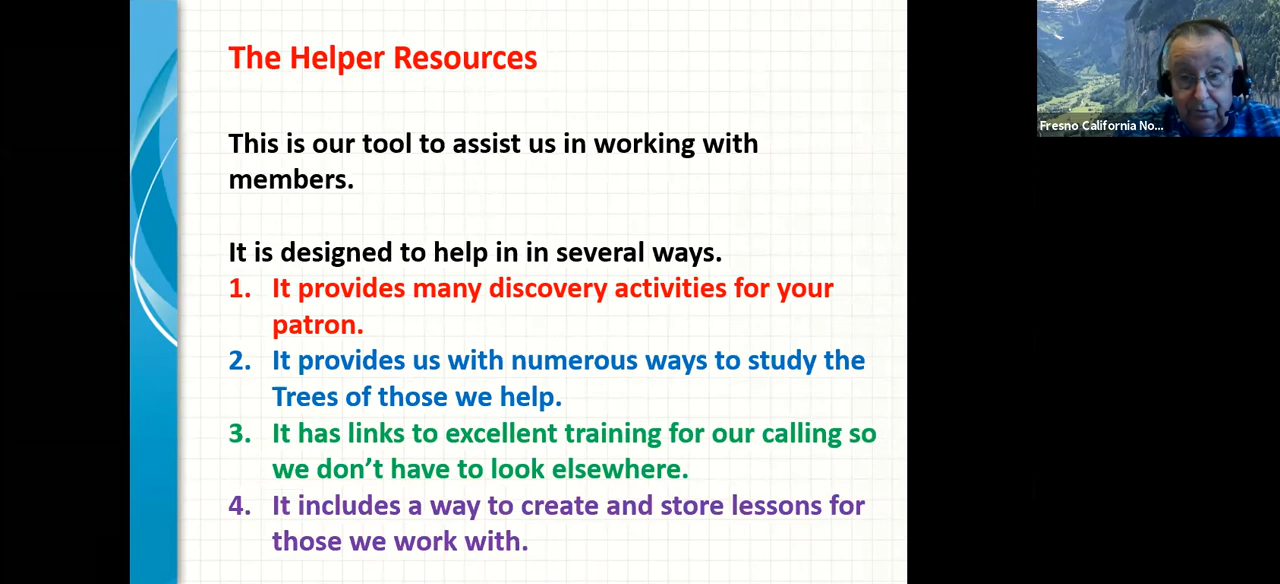 The Helper Resources
This is our tool to assist us in working with
members.
It is designed to help in in several ways.
1. It provides many discovery activities for your
patron.
2. It provides us with numerous ways to study the
Trees of those we help.
3. It has links to excellent training for our calling so
we don’t have to look elsewhere.
4. It includes a way to create and store lessons for
those we work with.
Fresno California No...